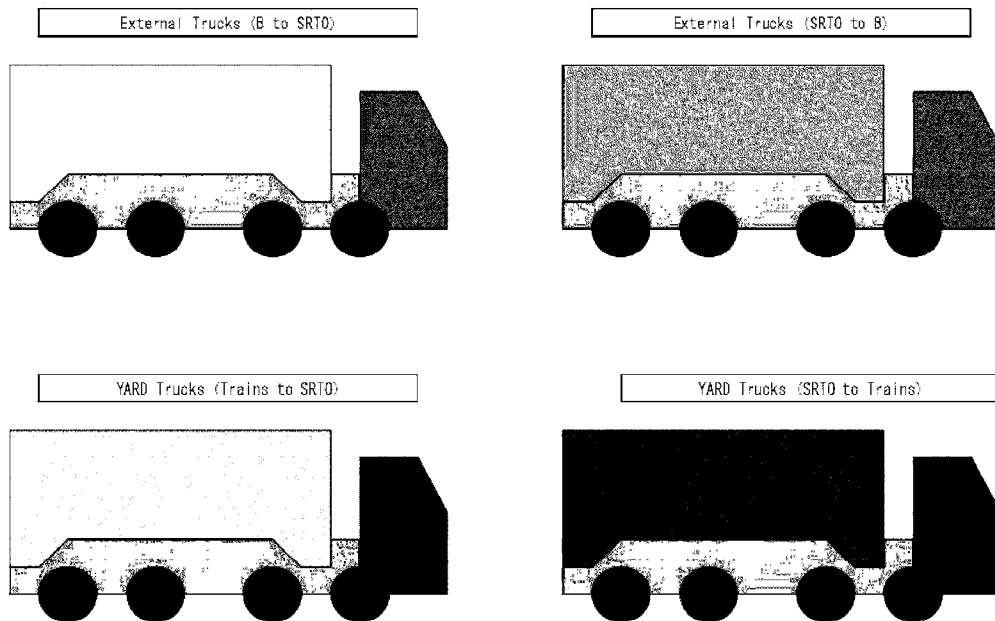 External Trucks (B to SRTO)
External Trucks (SRTO to B)
YARD Trucks (Trains to SRTO)
YARD Trucks (SRTO to Trains)